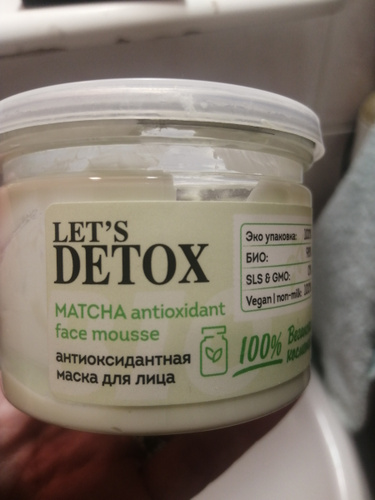 LET'S
DETOX
MATCHA antioxidant
face mousse
антиоксидантная
маска для лица
Эко упаковка:
БИО:
SLS & GMO:
Vegan | non-milk:
100%